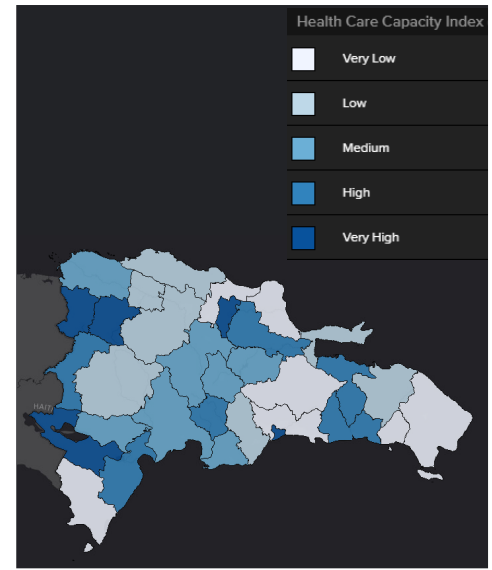 Health Care Capacity Index
Very Low
Low
Medium
High
Very High
HAITI